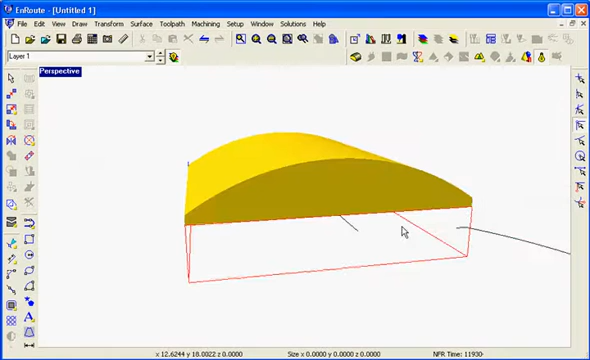 EnRoute - [Untitled 1]
File Edit View Draw Transform Surface Toolpath Machining Setup Window Solutions Help
Layer 1
Perspective
x 12.6244 y 18.0022 z 0.0000 Size x 0.0000 y 0.0000 z 0.0000 NPR Time: 11930